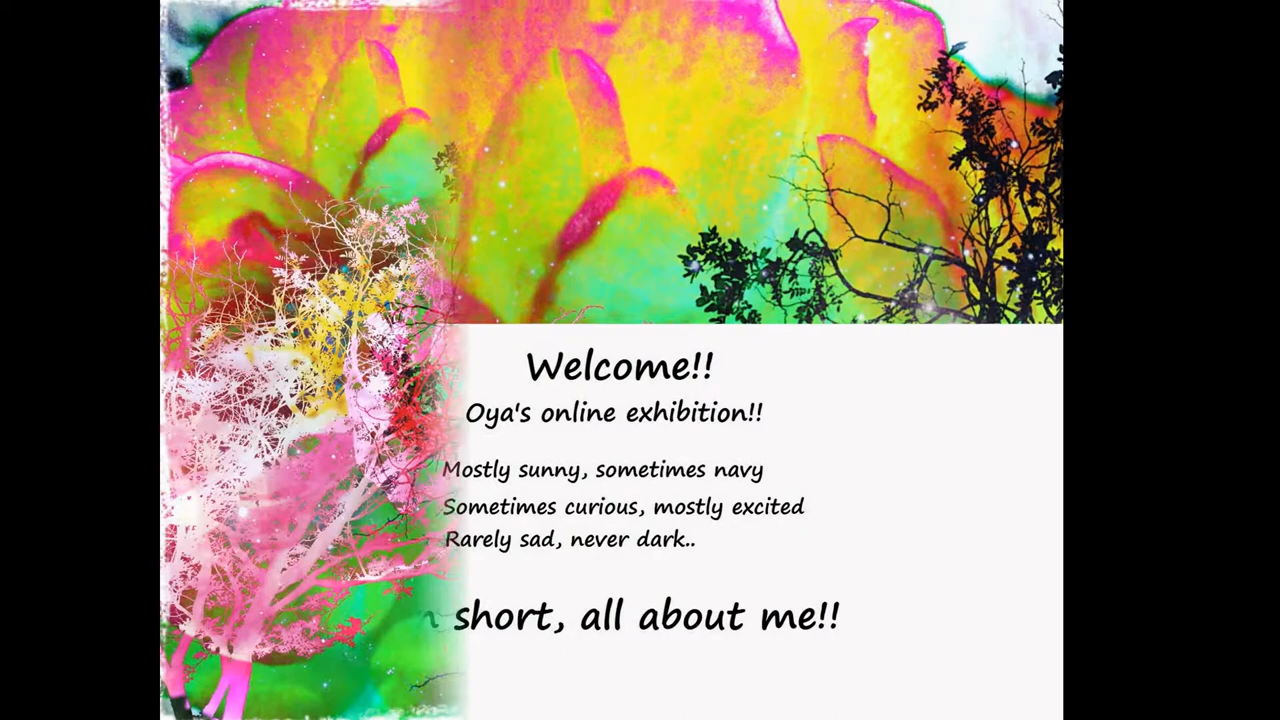 Welcome!!
Oya's online exhibition!!
Mostly sunny, sometimes navy
Sometimes curious, mostly excited
Rarely sad, never dark..
n short, all about me!!